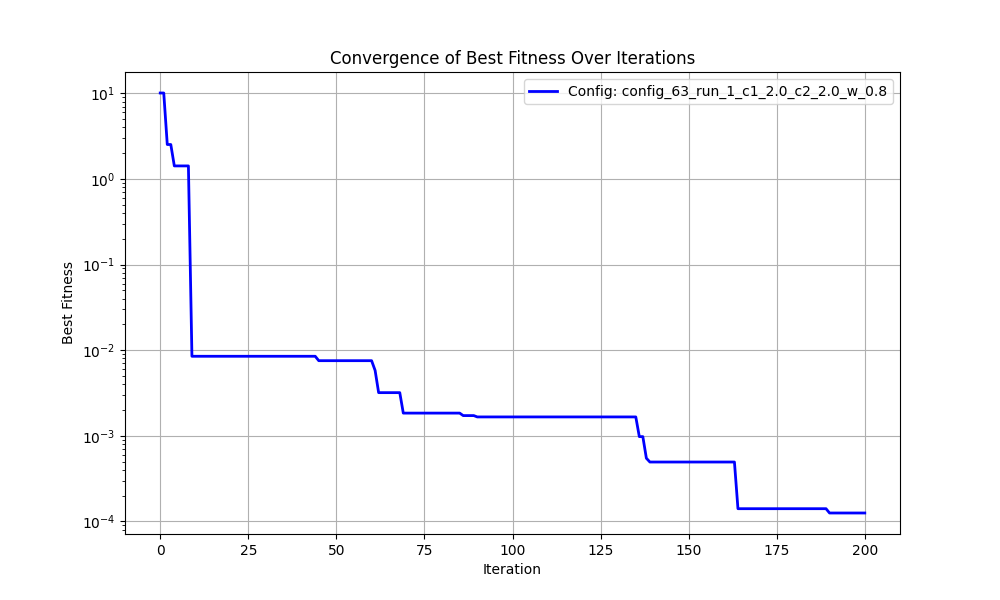 Convergence of Best Fitness Over Iterations
Config: config_63_run_1_c1_2.0_c2_2.0_w_0.8
Best Fitness
10¹
10⁰
10⁻¹
10⁻²
10⁻³
10⁻⁴
0 25 50 75 100 125 150 175 200
Iteration